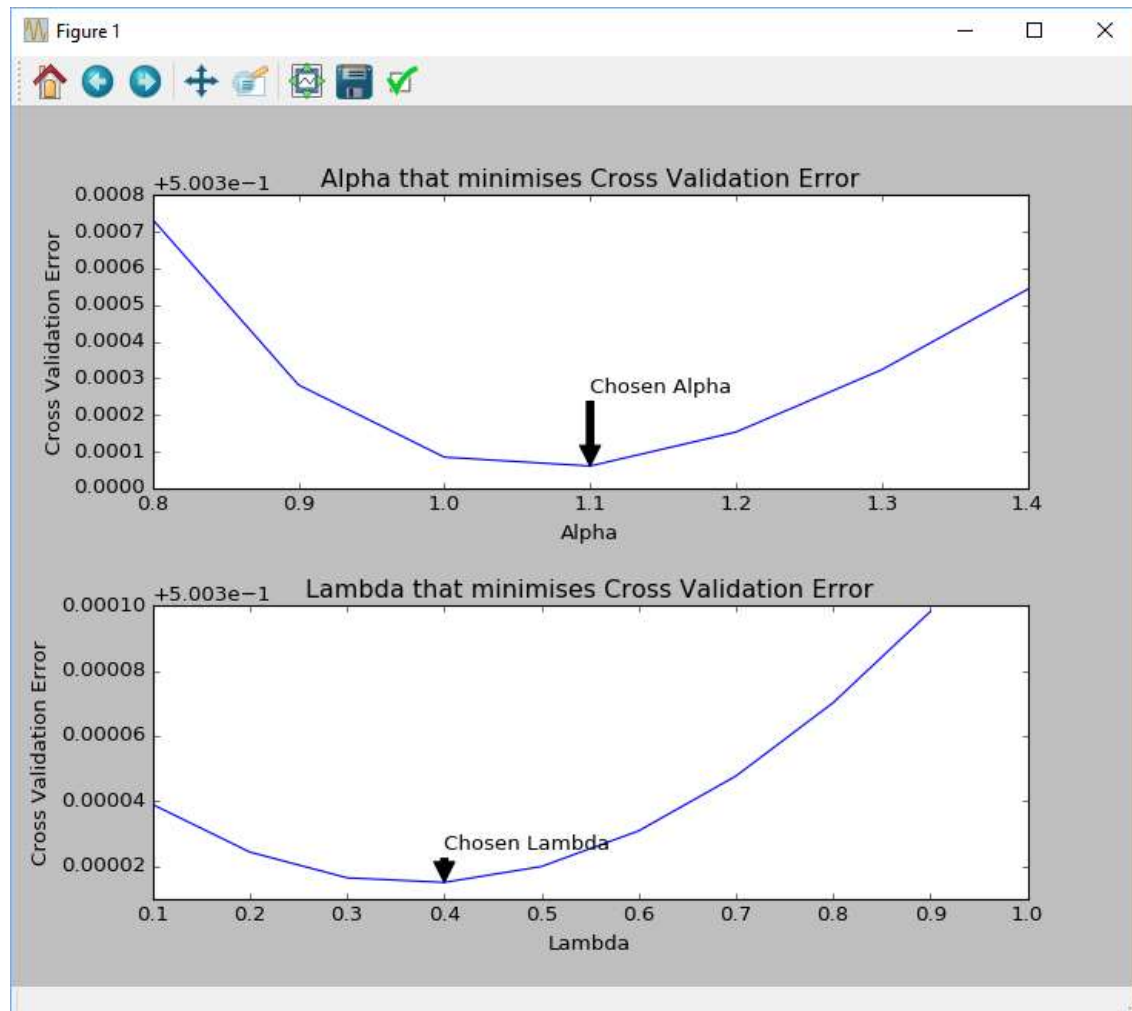 Figure 1
+5.003e−1
Alpha that minimises Cross Validation Error
Cross Validation Error
0.0008
0.0007
0.0006
0.0005
0.0004
0.0003
0.0002
0.0001
0.0000
Chosen Alpha
0.8 0.9 1.0 1.1 1.2 1.3 1.4
Alpha
+5.003e−1
Lambda that minimises Cross Validation Error
Cross Validation Error
0.00010
0.00008
0.00006
0.00004
0.00002
Chosen Lambda
0.1 0.2 0.3 0.4 0.5 0.6 0.7 0.8 0.9 1.0
Lambda